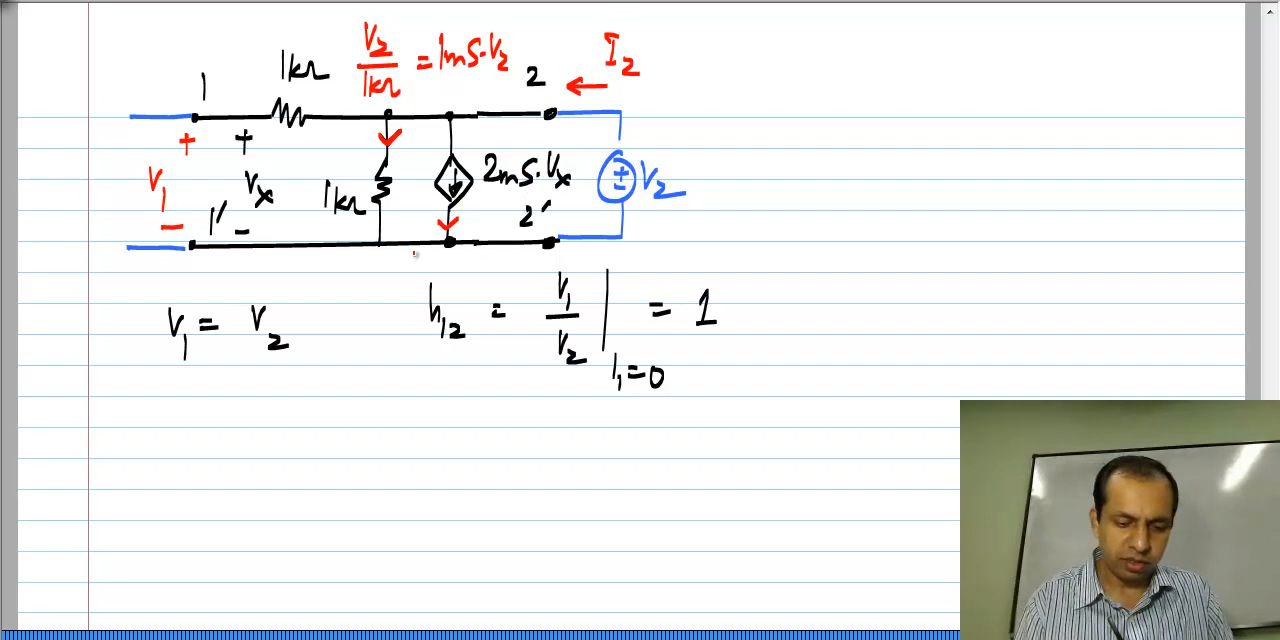 1kΩ V₂/1kΩ = 1mS·V₂ I₂
1 2
+ + 
V₁ Vx 1kΩ 2mS·Vx + − V₂
− 1′ − 2′
V₁ = V₂ h₁₂ = V₁/V₂ | I₁=0 = 1